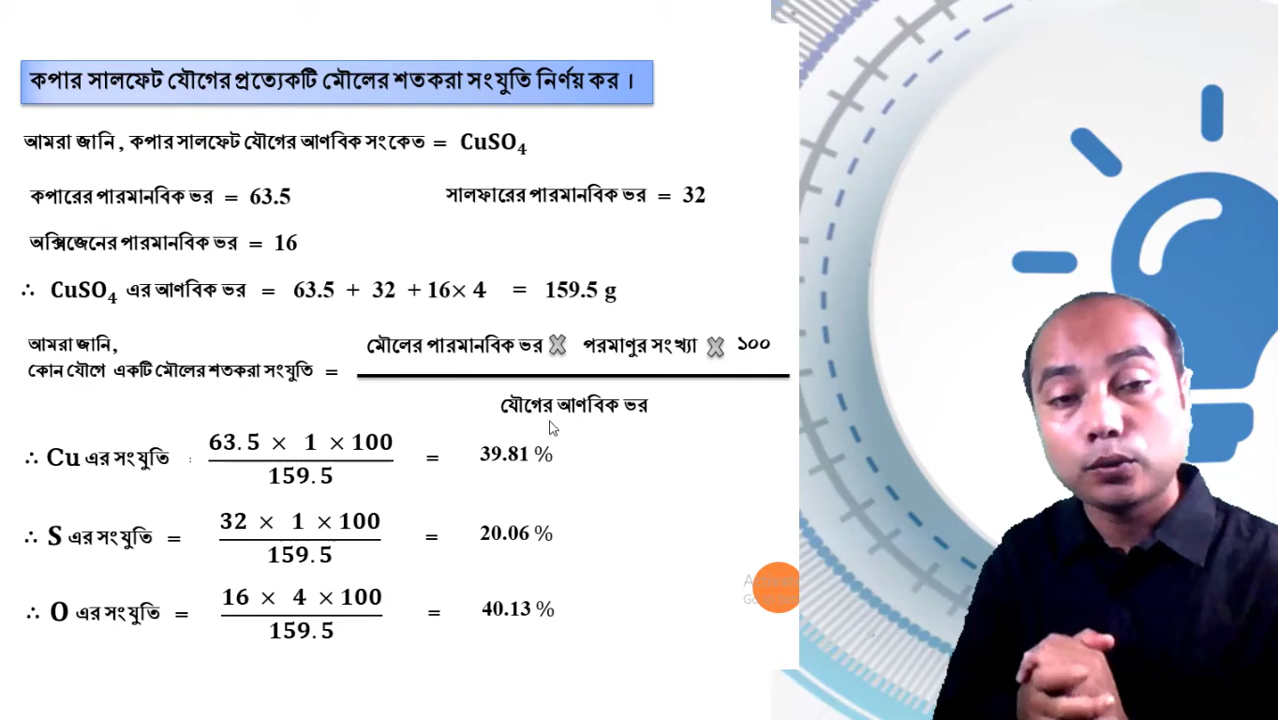 কপার সালফেট যৌগের প্রত্যেকটি মৌলের শতকরা সংযুতি নির্ণয় কর ।
আমরা জানি , কপার সালফেট যৌগের আণবিক সংকেত = CuSO₄
কপারের পারমানবিক ভর = 63.5 সালফারের পারমানবিক ভর = 32
অক্সিজেনের পারমানবিক ভর = 16
∴ CuSO₄ এর আণবিক ভর = 63.5 + 32 + 16 × 4 = 159.5 g
আমরা জানি,
মৌলের পারমানবিক ভর × পরমাণুর সংখ্যা × ১০০
কোন যৌগে একটি মৌলের শতকরা সংযুতি =
যৌগের আণবিক ভর
63.5 × 1 × 100
∴ Cu এর সংযুতি = 39.81 %
159.5
32 × 1 × 100
∴ S এর সংযুতি = = 20.06 %
159.5
16 × 4 × 100
∴ O এর সংযুতি = = 40.13 %
159.5